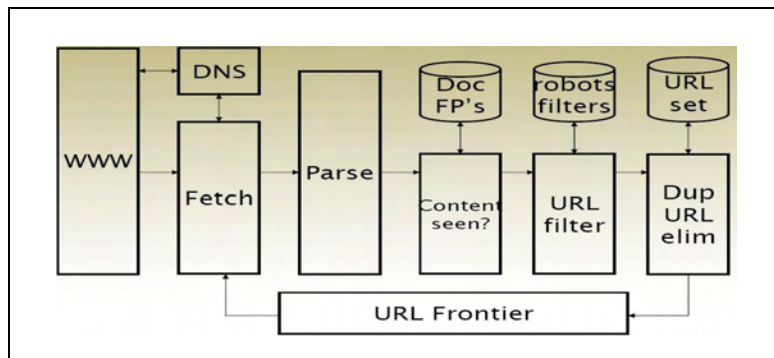 WWW
DNS
Fetch
Parse
Doc
FP's
Content
seen?
robots
filters
URL
filter
URL
set
Dup
URL
elim
URL Frontier